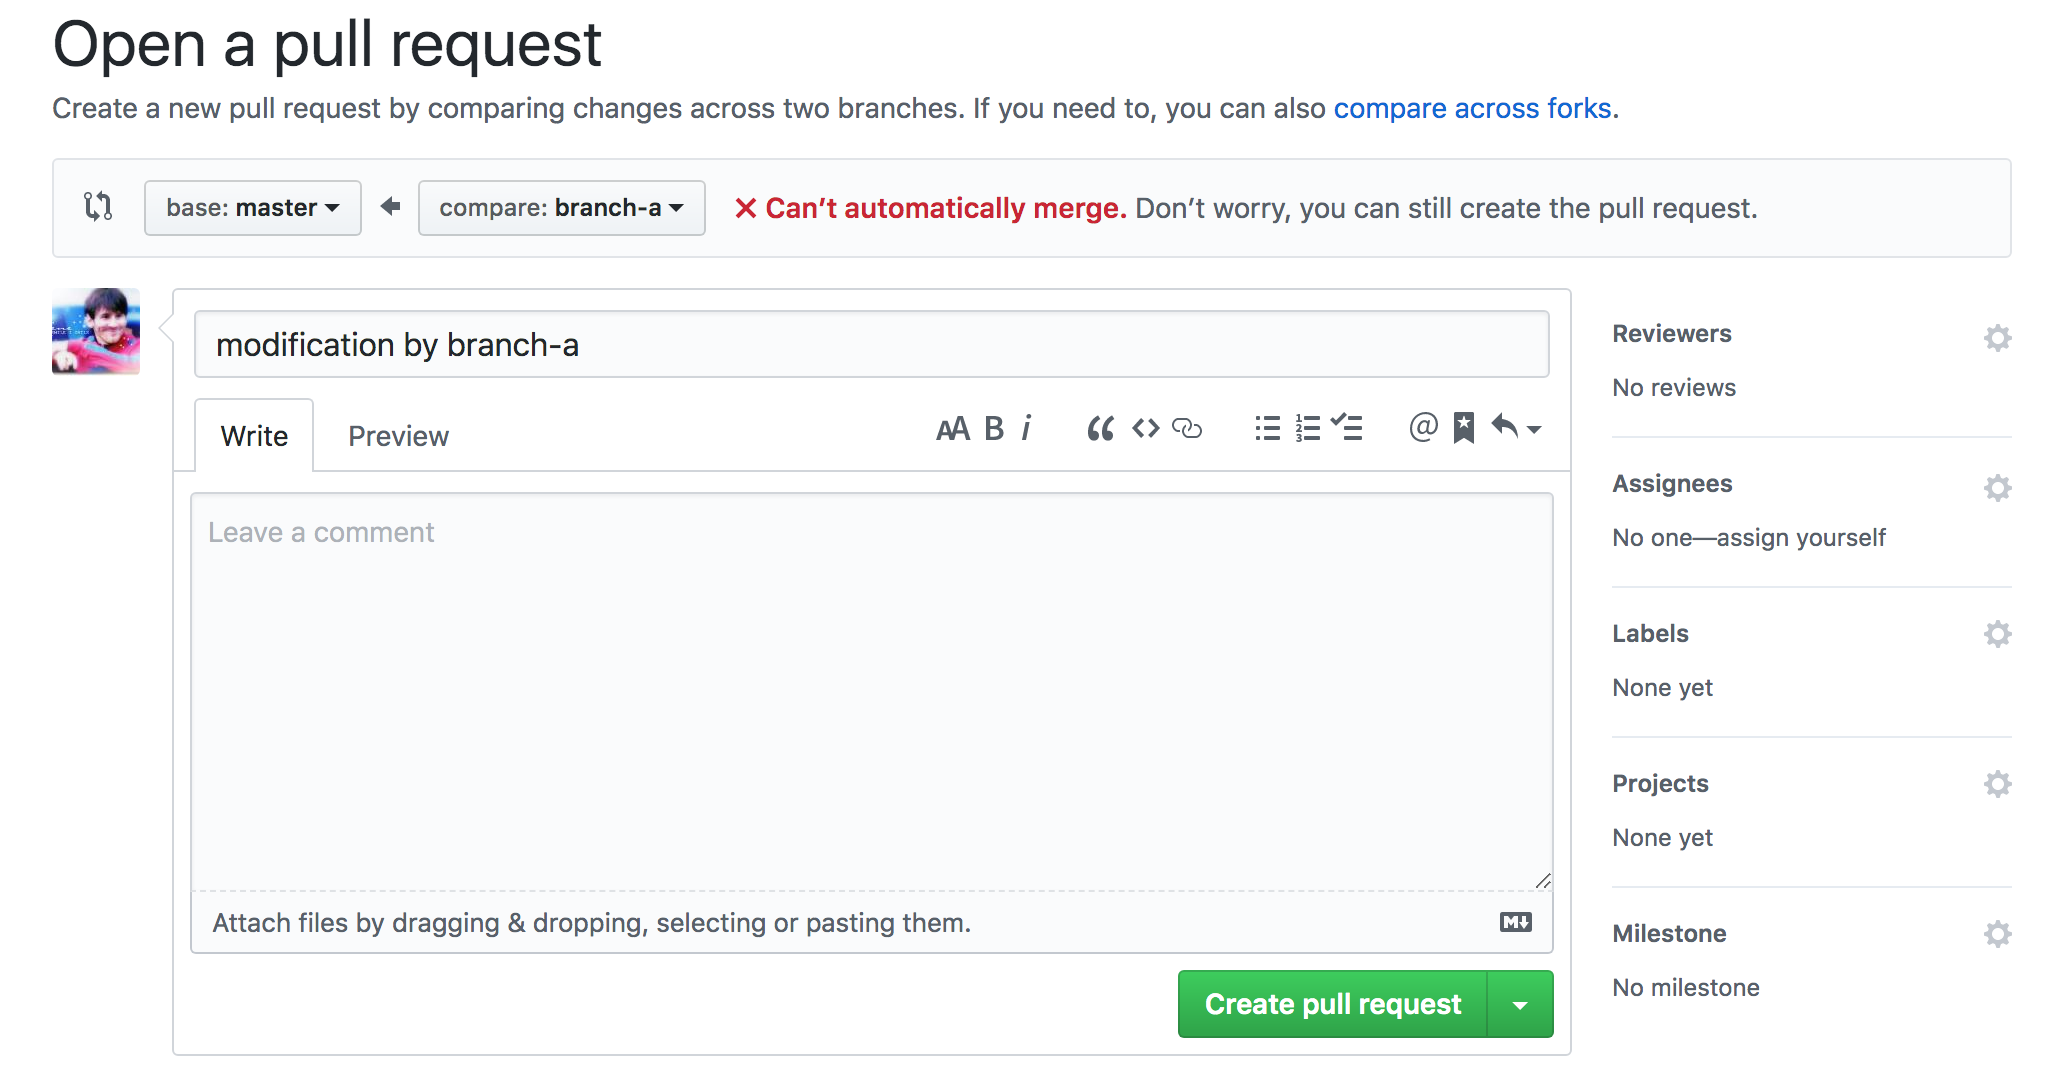 Open a pull request
Create a new pull request by comparing changes across two branches. If you need to, you can also compare across forks.
base: master
compare: branch-a
Can’t automatically merge. Don’t worry, you can still create the pull request.
modification by branch-a
Write
Preview
AA B i
Leave a comment
Attach files by dragging & dropping, selecting or pasting them.
M
Create pull request
Reviewers
No reviews
Assignees
No one—assign yourself
Labels
None yet
Projects
None yet
Milestone
No milestone